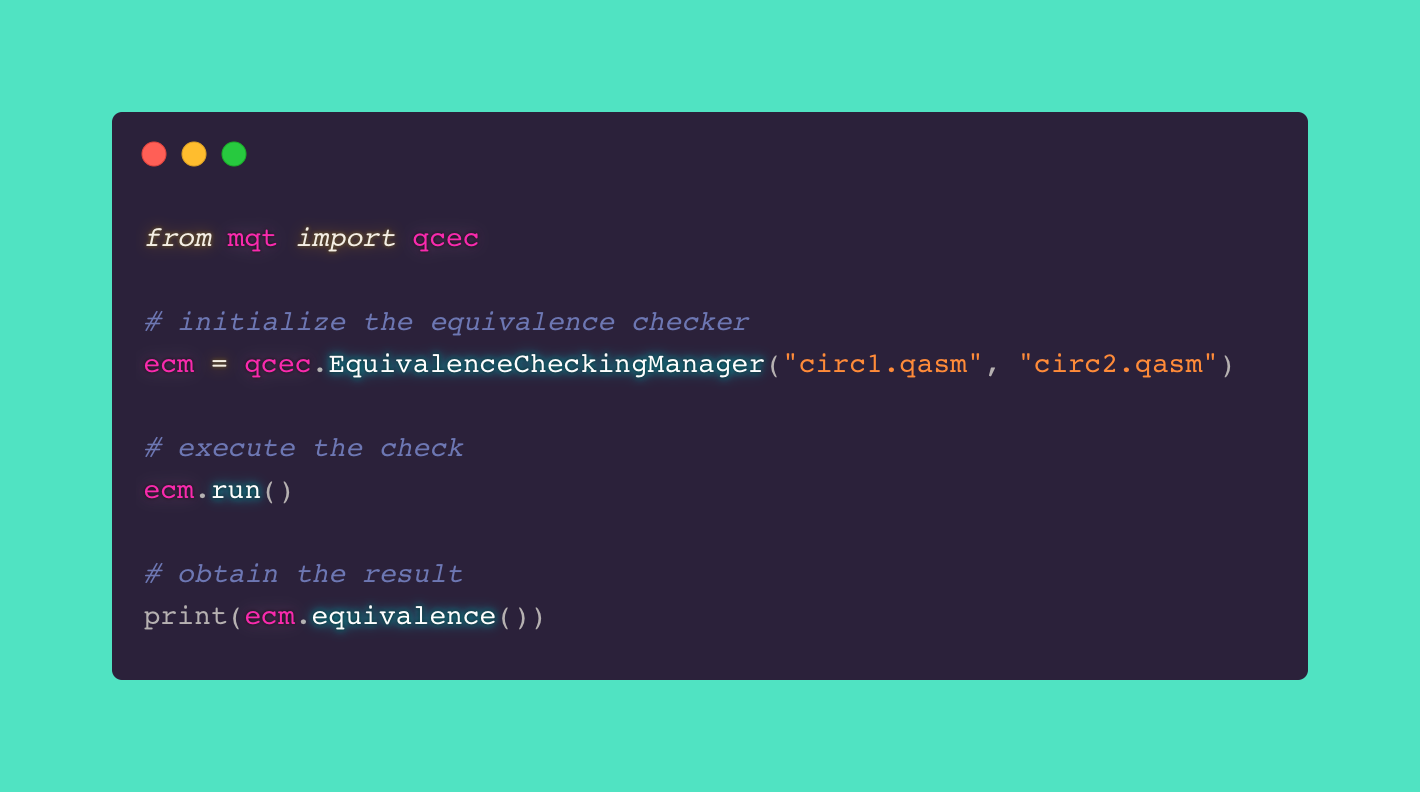 from mqt import qcec
# initialize the equivalence checker
ecm = qcec.EquivalenceCheckingManager("circ1.qasm", "circ2.qasm")
# execute the check
ecm.run()
# obtain the result
print(ecm.equivalence())